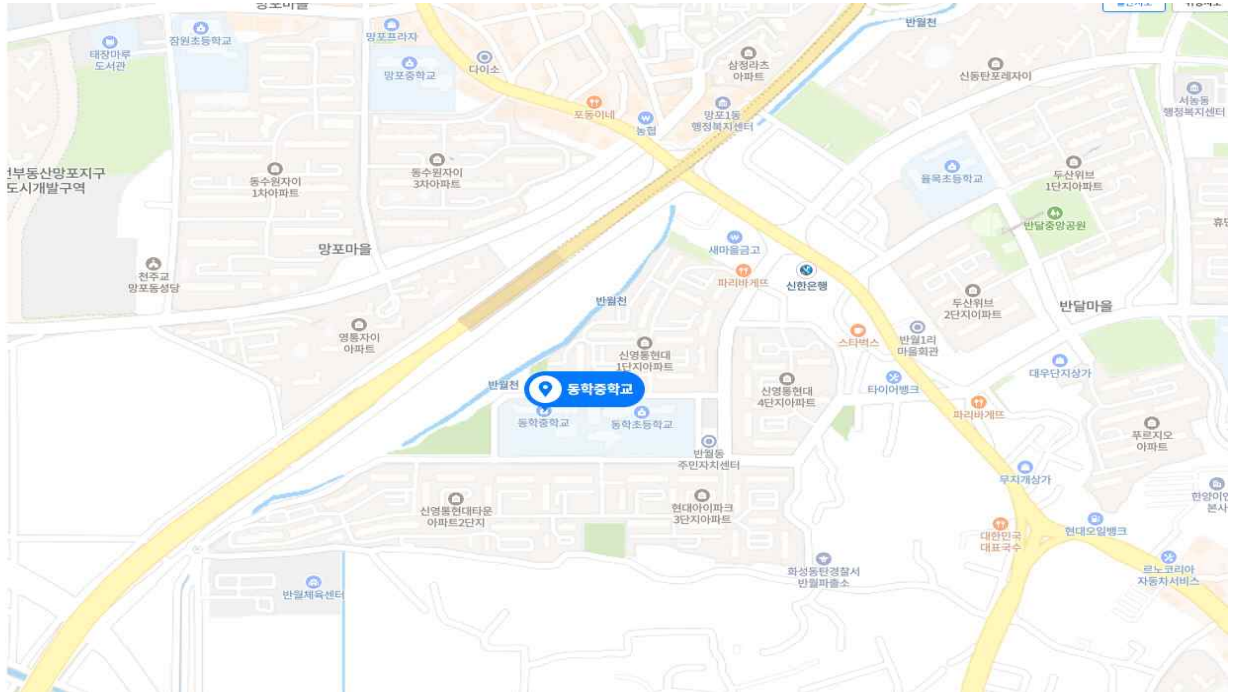 망포마을
일반지도
위성지도
반월천
잠원초등학교
태장마루
도서관
망포프라자
망포중학교
다이소
삼정라츠
아파트
신동탄포레자이
서농동
행정복지센터
포동이네
농협
망포1동
행정복지센터
동수원자이
1차아파트
동수원자이
3차아파트
율목초등학교
두산위브
1단지아파트
반달중앙공원
망포마을
천주교
망포동성당
새마을금고
파리바게뜨
신한은행
두산위브
2단지아파트
반달마을
반월천
영통자이
아파트
신영통현대
1단지아파트
스타벅스
반월1리
마을회관
대우단지상가
반월천
동학중학교
동학중학교
동학초등학교
신영통현대
4단지아파트
타이어뱅크
파리바게뜨
푸르지오
아파트
반월동
주민자치센터
무지개상가
신영통현대타운
아파트2단지
현대아이파크
3단지아파트
본사
대한민국
대표국수
현대오일뱅크
화성동탄경찰서
반월파출소
르노코리아
자동차서비스
반월체육센터